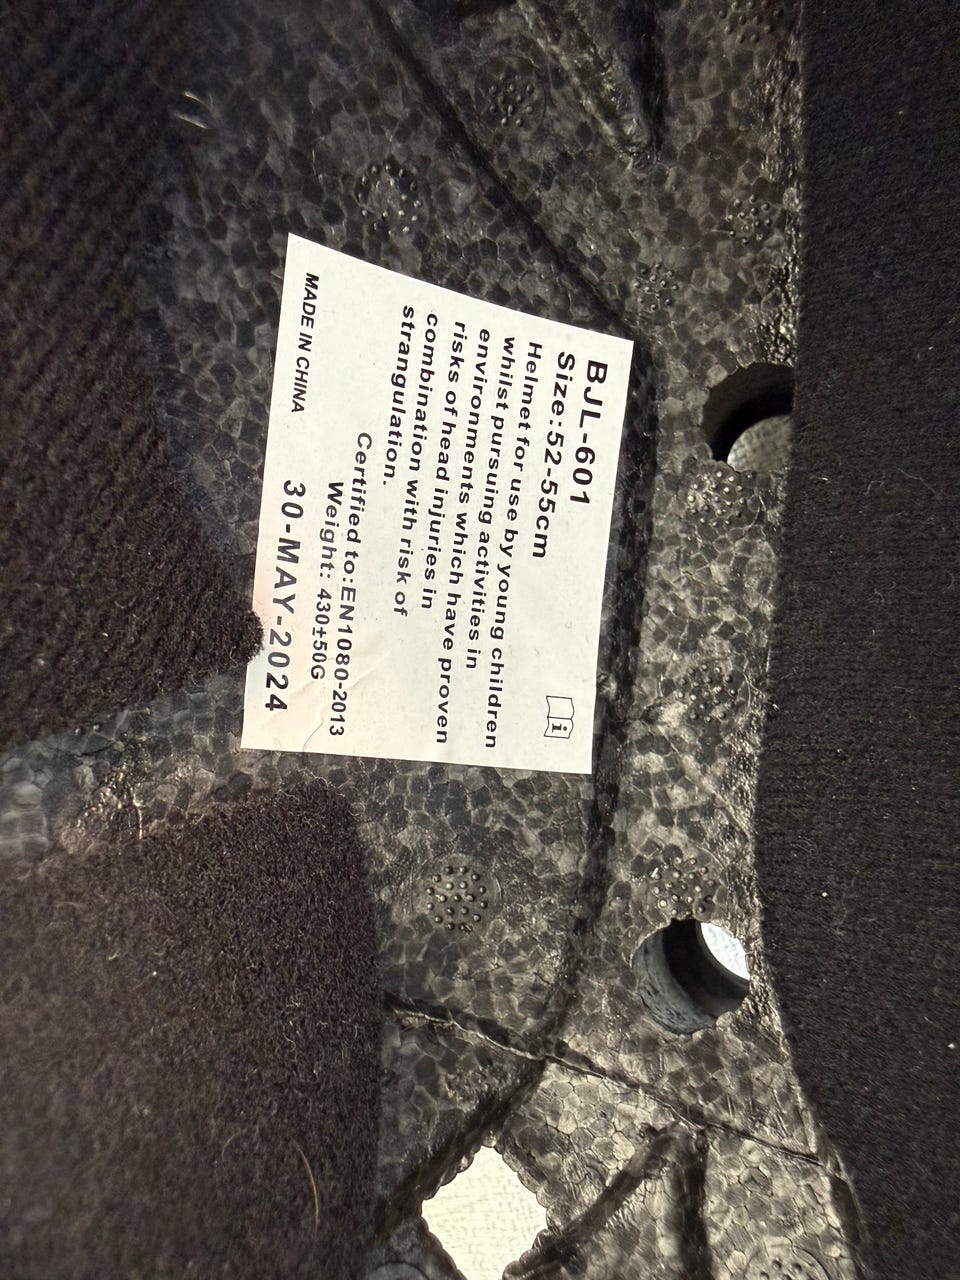 BJL-601
Size:52-55cm
Helmet for use by young children
whilst pursuing activities in
environments which have proven
risks of head injuries in
combination with risk of
strangulation.
Certified to:EN1080-2013
Weight: 430±50G
MADE IN CHINA 30-MAY-2024